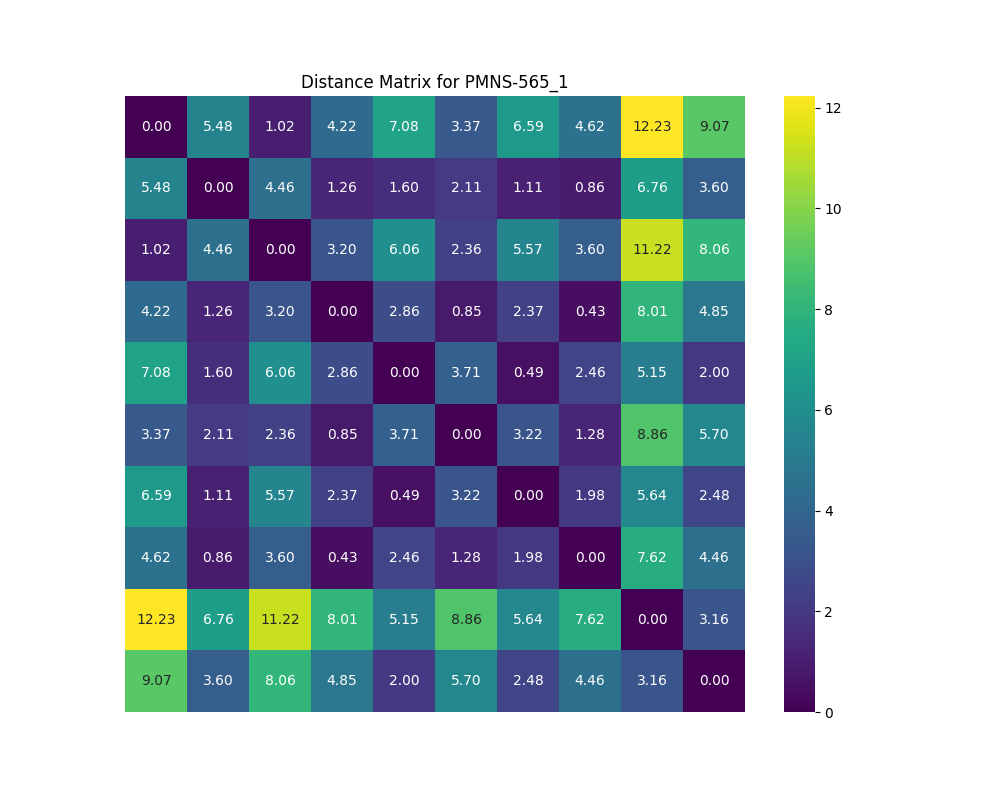 Distance Matrix for PMNS-565_1
0.00 5.48 1.02 4.22 7.08 3.37 6.59 4.62 12.23 9.07
5.48 0.00 4.46 1.26 1.60 2.11 1.11 0.86 6.76 3.60
1.02 4.46 0.00 3.20 6.06 2.36 5.57 3.60 11.22 8.06
4.22 1.26 3.20 0.00 2.86 0.85 2.37 0.43 8.01 4.85
7.08 1.60 6.06 2.86 0.00 3.71 0.49 2.46 5.15 2.00
3.37 2.11 2.36 0.85 3.71 0.00 3.22 1.28 8.86 5.70
6.59 1.11 5.57 2.37 0.49 3.22 0.00 1.98 5.64 2.48
4.62 0.86 3.60 0.43 2.46 1.28 1.98 0.00 7.62 4.46
12.23 6.76 11.22 8.01 5.15 8.86 5.64 7.62 0.00 3.16
9.07 3.60 8.06 4.85 2.00 5.70 2.48 4.46 3.16 0.00
12
10
8
6
4
2
0